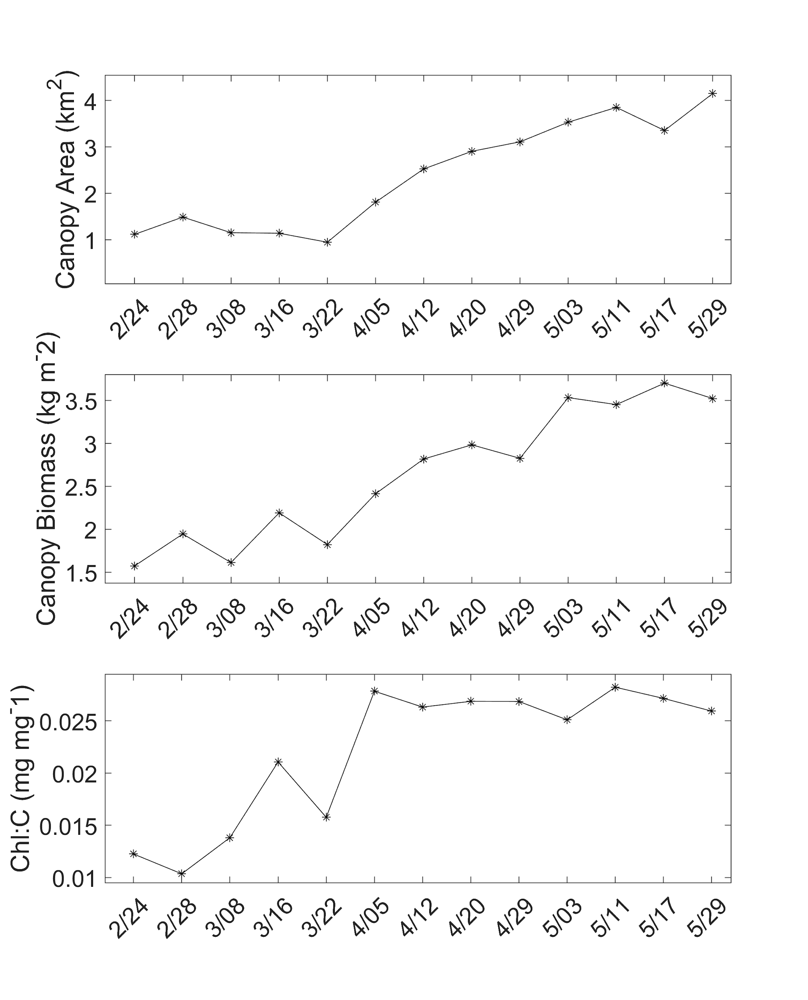 Canopy Area (km²)
4
3
2
1
2/24 2/28 3/08 3/16 3/22 4/05 4/12 4/20 4/29 5/03 5/11 5/17 5/29
Canopy Biomass (kg m⁻2)
3.5
3
2.5
2
1.5
2/24 2/28 3/08 3/16 3/22 4/05 4/12 4/20 4/29 5/03 5/11 5/17 5/29
Chl:C (mg mg⁻1)
0.025
0.02
0.015
0.01
2/24 2/28 3/08 3/16 3/22 4/05 4/12 4/20 4/29 5/03 5/11 5/17 5/29